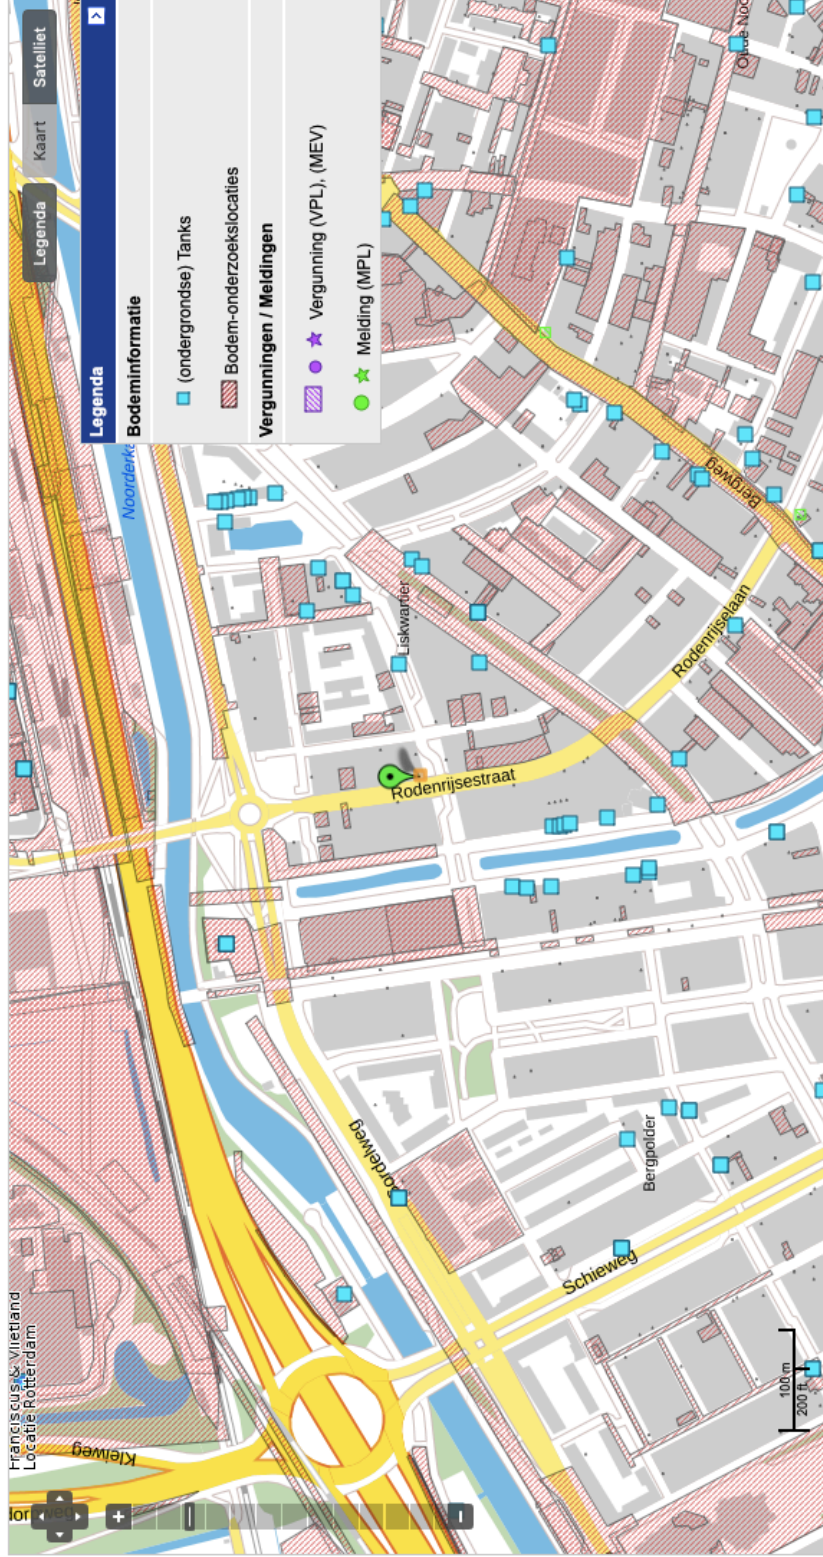 Franciscus & Vlietland
Locatie Rotterdam
Kleiweg
Legenda
Kaart
Satelliet
Legenda
Bodeminformatie
(ondergrondse) Tanks
Bodem-onderzoekslocaties
Vergunningen / Meldingen
Vergunning (VPL), (MEV)
Melding (MPL)
Liskwartier
Rodenrijsestraat
Rodenrijselaan
Bergweg
Bergpolder
Schieweg
100 m
200 ft